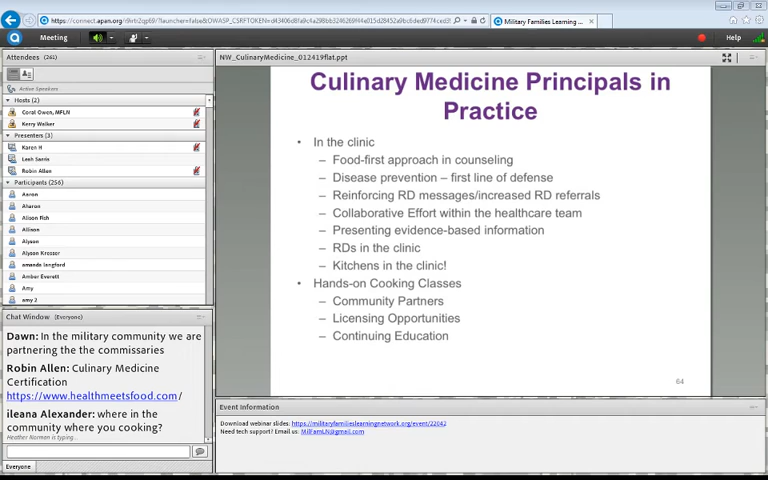 Military Families Learning ...
Meeting
Help
Attendees (261)
Active Speakers
Hosts (2)
Coral Owen, MFLN
Kerry Walker
Presenters (3)
Karen H
Leah Sarris
Robin Allen
Participants (256)
Aaron
Aharon
Alison Fish
Allison
Alyson
Alyson Kresser
amanda langford
Amber Everett
Amy
amy 2
Chat Window (Everyone)
Dawn: In the military community we are
partnering the the commissaries
Robin Allen: Culinary Medicine
Certification
https://www.healthmeetsfood.com/
ileana Alexander: where in the
community where you cooking?
Heather Norman is typing...
Everyone
NW_CulinaryMedicine_012419flat.ppt
Culinary Medicine Principals in
Practice
• In the clinic
– Food-first approach in counseling
– Disease prevention – first line of defense
– Reinforcing RD messages/increased RD referrals
– Collaborative Effort within the healthcare team
– Presenting evidence-based information
– RDs in the clinic
– Kitchens in the clinic!
• Hands-on Cooking Classes
– Community Partners
– Licensing Opportunities
– Continuing Education
64
Event Information
Download webinar slides: https://militaryfamilieslearningnetwork.org/event/22042
Need tech support? Email us: MilFamLN@gmail.com